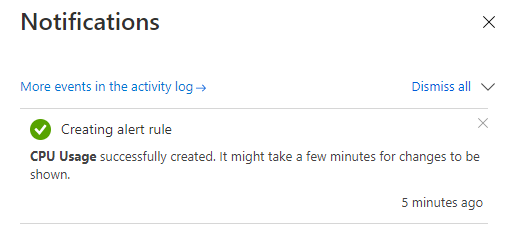 Notifications
More events in the activity log →
Dismiss all
Creating alert rule
CPU Usage successfully created. It might take a few minutes for changes to be
shown.
5 minutes ago